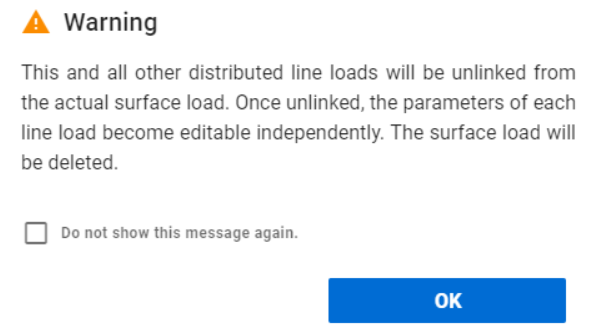 Warning
This and all other distributed line loads will be unlinked from
the actual surface load. Once unlinked, the parameters of each
line load become editable independently. The surface load will
be deleted.
Do not show this message again.
OK